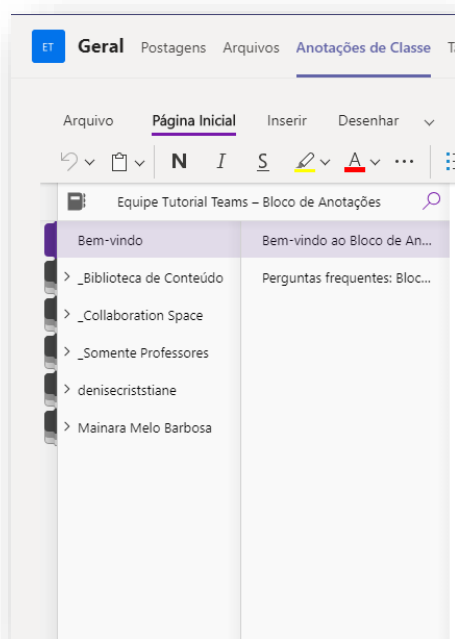 ET Geral Postagens Arquivos Anotações de Classe
Arquivo Página Inicial Inserir Desenhar
N I S A ...
Equipe Tutorial Teams – Bloco de Anotações
Bem-vindo Bem-vindo ao Bloco de An...
_Biblioteca de Conteúdo Perguntas frequentes: Bloc...
_Collaboration Space
_Somente Professores
denisecriststiane
Mainara Melo Barbosa